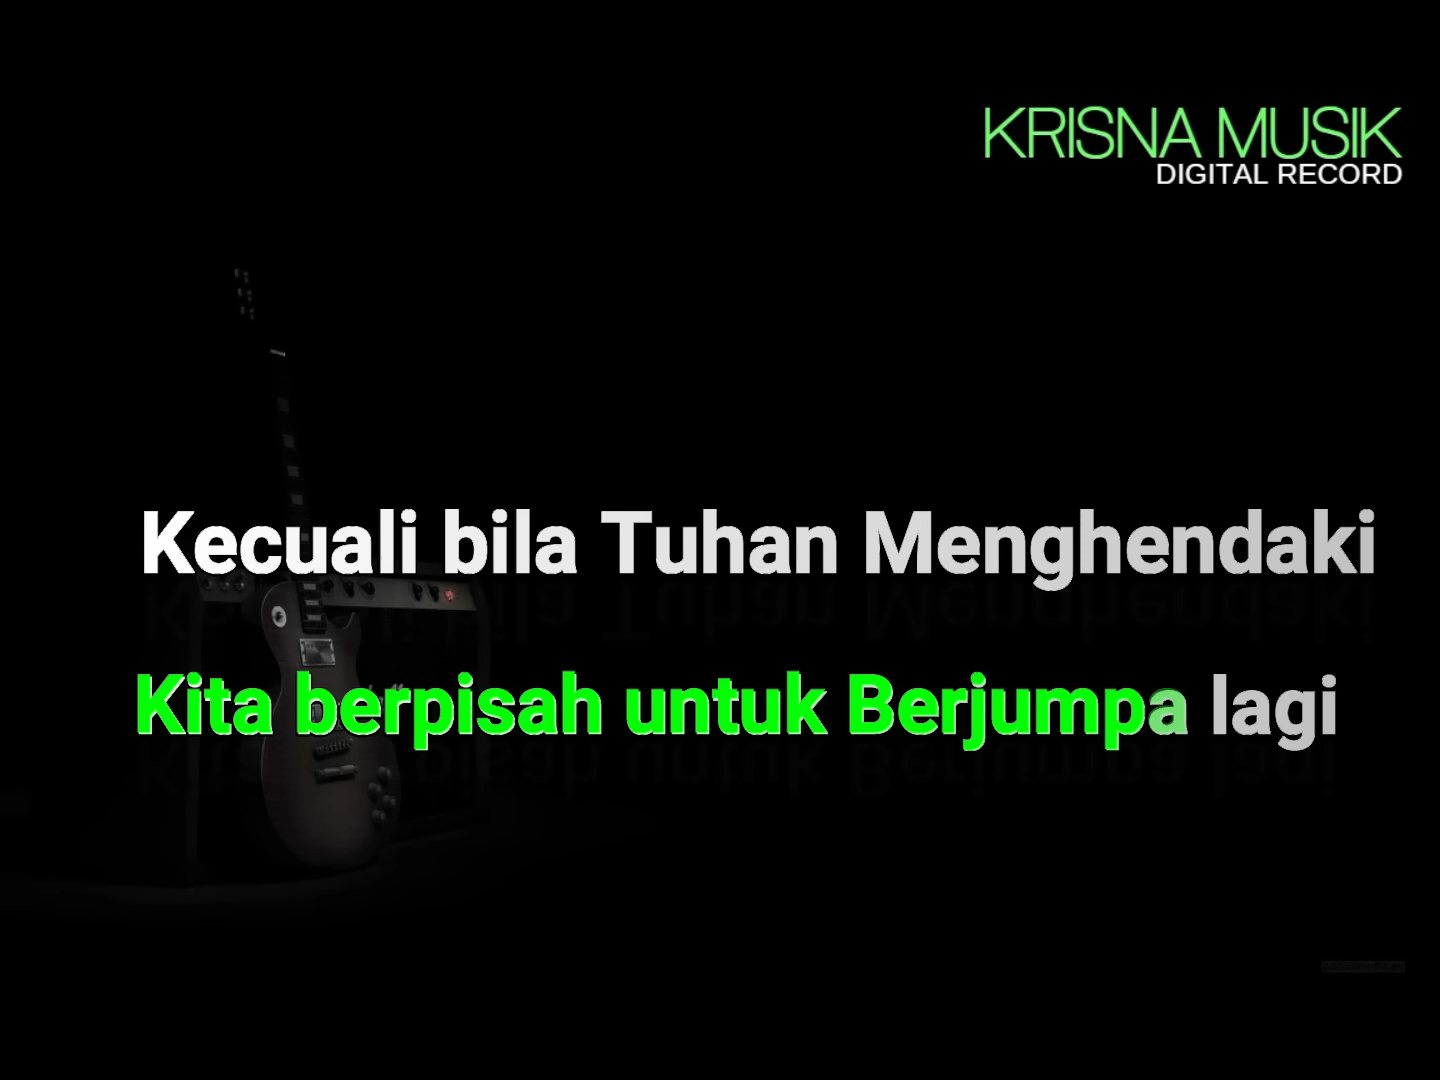 KRISNA MUSIK
DIGITAL RECORD
Kecuali bila Tuhan Menghendaki
Kita berpisah untuk Berjumpa lagi